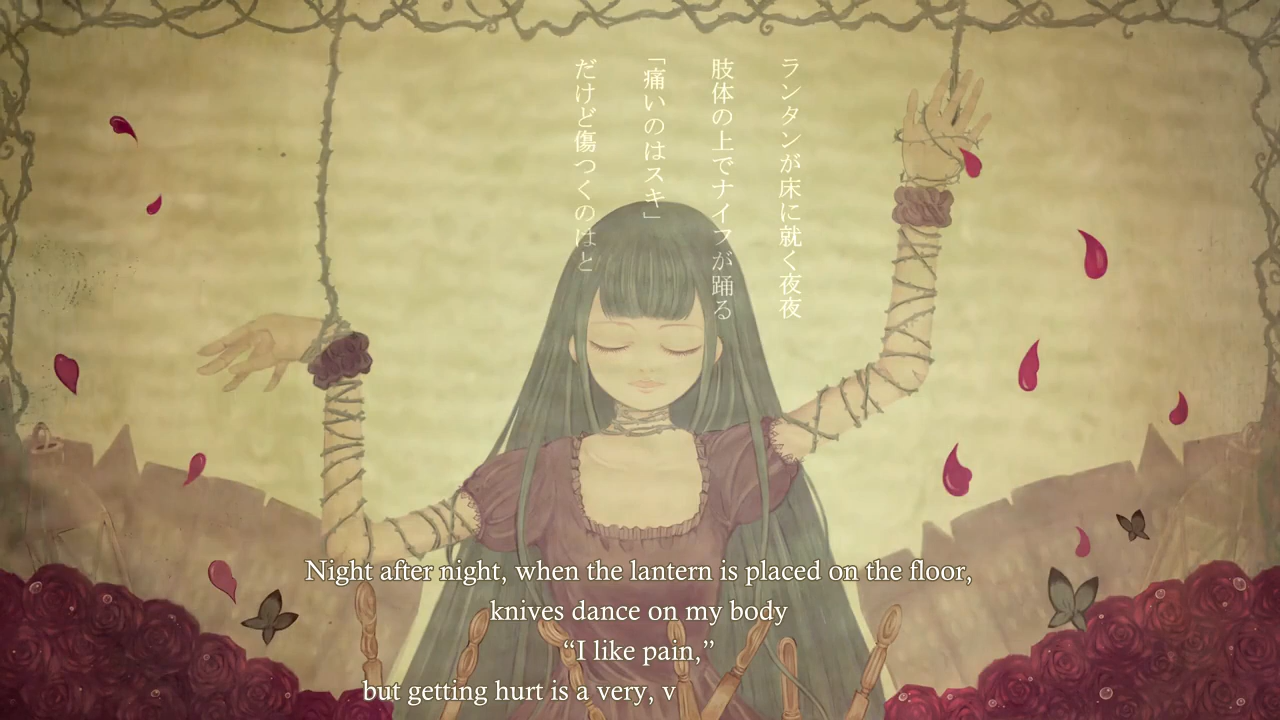 ランタンが床に就く夜夜
肢体の上でナイフが踊る
「痛いのはスキ」
だけど傷つくのはと
Night after night, when the lantern is placed on the floor,
knives dance on my body
“I like pain,”
but getting hurt is a very, v